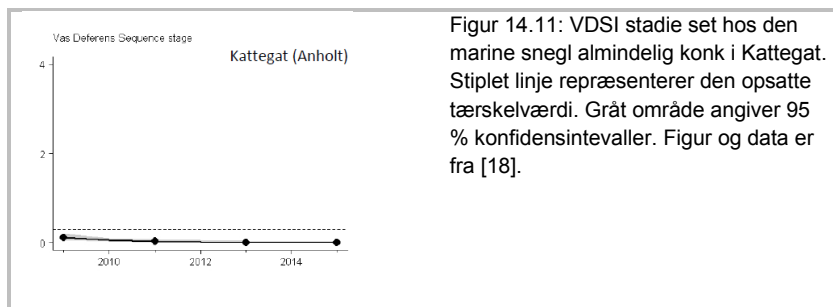 Vas Deferens Sequence stage
Kattegat (Anholt)
4
2
0
2010 2012 2014
Figur 14.11: VDSI stadie set hos den
marine snegl almindelig konk i Kattegat.
Stiplet linje repræsenterer den opsatte
tærskelværdi. Gråt område angiver 95
% konfidensintevaller. Figur og data er
fra [18].